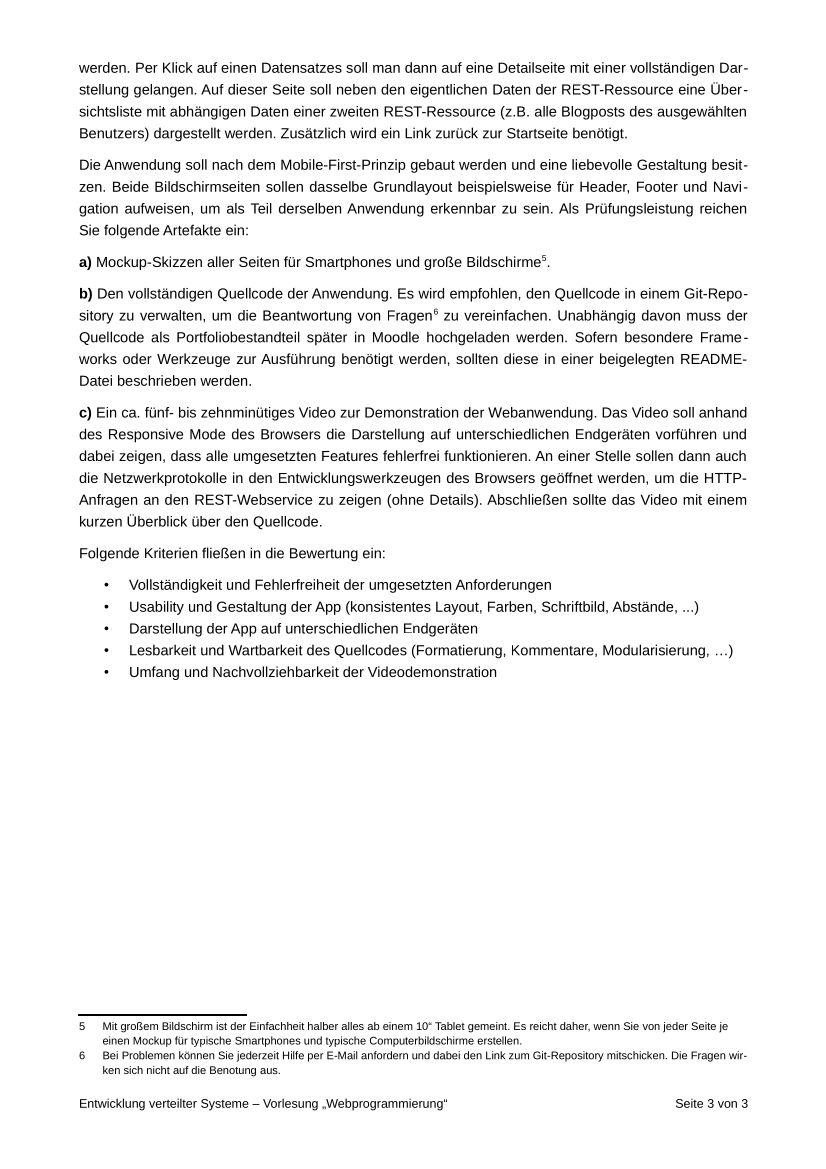 werden. Per Klick auf einen Datensatzes soll man dann auf eine Detailseite mit einer vollständigen Dar-
stellung gelangen. Auf dieser Seite soll neben den eigentlichen Daten der REST-Ressource eine Über-
sichtsliste mit abhängigen Daten einer zweiten REST-Ressource (z.B. alle Blogposts des ausgewählten
Benutzers) dargestellt werden. Zusätzlich wird ein Link zurück zur Startseite benötigt.
Die Anwendung soll nach dem Mobile-First-Prinzip gebaut werden und eine liebevolle Gestaltung besit-
zen. Beide Bildschirmseiten sollen dasselbe Grundlayout beispielsweise für Header, Footer und Navi-
gation aufweisen, um als Teil derselben Anwendung erkennbar zu sein. Als Prüfungsleistung reichen
Sie folgende Artefakte ein:
a) Mockup-Skizzen aller Seiten für Smartphones und große Bildschirme5.
b) Den vollständigen Quellcode der Anwendung. Es wird empfohlen, den Quellcode in einem Git-Repo-
sitory zu verwalten, um die Beantwortung von Fragen6 zu vereinfachen. Unabhängig davon muss der
Quellcode als Portfoliobestandteil später in Moodle hochgeladen werden. Sofern besondere Frame-
works oder Werkzeuge zur Ausführung benötigt werden, sollten diese in einer beigelegten README-
Datei beschrieben werden.
c) Ein ca. fünf- bis zehnminütiges Video zur Demonstration der Webanwendung. Das Video soll anhand
des Responsive Mode des Browsers die Darstellung auf unterschiedlichen Endgeräten vorführen und
dabei zeigen, dass alle umgesetzten Features fehlerfrei funktionieren. An einer Stelle sollen dann auch
die Netzwerkprotokolle in den Entwicklungswerkzeugen des Browsers geöffnet werden, um die HTTP-
Anfragen an den REST-Webservice zu zeigen (ohne Details). Abschließen sollte das Video mit einem
kurzen Überblick über den Quellcode.
Folgende Kriterien fließen in die Bewertung ein:
• Vollständigkeit und Fehlerfreiheit der umgesetzten Anforderungen
• Usability und Gestaltung der App (konsistentes Layout, Farben, Schriftbild, Abstände, ...)
• Darstellung der App auf unterschiedlichen Endgeräten
• Lesbarkeit und Wartbarkeit des Quellcodes (Formatierung, Kommentare, Modularisierung, …)
• Umfang und Nachvollziehbarkeit der Videodemonstration
5 Mit großem Bildschirm ist der Einfachheit halber alles ab einem 10“ Tablet gemeint. Es reicht daher, wenn Sie von jeder Seite je
einen Mockup für typische Smartphones und typische Computerbildschirme erstellen.
6 Bei Problemen können Sie jederzeit Hilfe per E-Mail anfordern und dabei den Link zum Git-Repository mitschicken. Die Fragen wir-
ken sich nicht auf die Benotung aus.
Entwicklung verteilter Systeme – Vorlesung „Webprogrammierung“ Seite 3 von 3